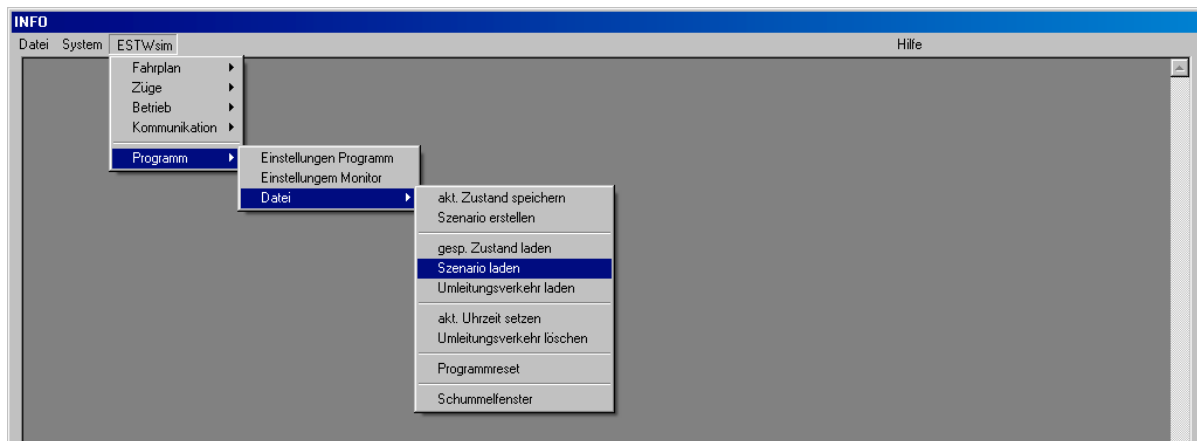 INFO
Datei System ESTWsim Hilfe
Fahrplan
Züge
Betrieb
Kommunikation
Programm
Einstellungen Programm
Einstellungem Monitor
Datei
akt. Zustand speichern
Szenario erstellen
gesp. Zustand laden
Szenario laden
Umleitungsverkehr laden
akt. Uhrzeit setzen
Umleitungsverkehr löschen
Programmreset
Schummelfenster